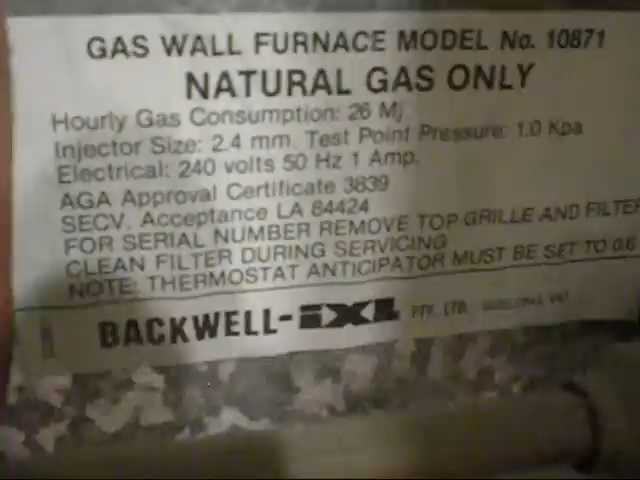 GAS WALL FURNACE MODEL No. 10871
NATURAL GAS ONLY
Hourly Gas Consumption: 26 Mj
Injector Size: 2.4 mm. Test Point Pressure: 1.0 Kpa
Electrical: 240 volts 50 Hz 1 Amp.
AGA Approval Certificate 3839
SECV. Acceptance LA 84424
FOR SERIAL NUMBER REMOVE TOP GRILLE AND FILTER
CLEAN FILTER DURING SERVICING
NOTE: THERMOSTAT ANTICIPATOR MUST BE SET TO 0.6
BACKWELL-iXL PTY. LTD.